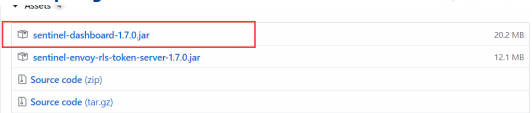 Assets 4
sentinel-dashboard-1.7.0.jar 20.2 MB
sentinel-envoy-rls-token-server-1.7.0.jar 12.1 MB
Source code (zip)
Source code (tar.gz)